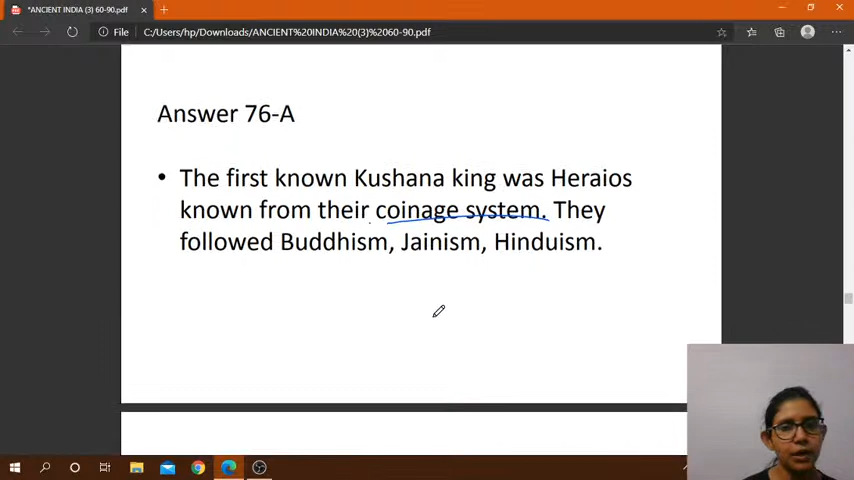 *ANCIENT INDIA (3) 60-90.pdf
File
C:/Users/hp/Downloads/ANCIENT%20INDIA%20(3)%2060-90.pdf
Answer 76-A
• The first known Kushana king was Heraios
known from their coinage system. They
followed Buddhism, Jainism, Hinduism.